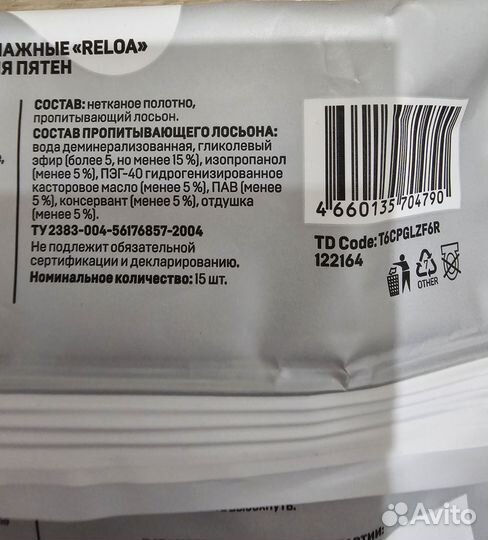 «RELOA»
ПЯТЕН
СОСТАВ: нетканое полотно,
пропитывающий лосьон.
СОСТАВ ПРОПИТЫВАЮЩЕГО ЛОСЬОНА:
вода деминерализованная, гликолевый
эфир (более 5, но менее 15 %), изопропанол
(менее 5 %), ПЭГ-40 гидрогенизированное
касторовое масло (менее 5 %), ПАВ (менее
5 %), консервант (менее 5 %), отдушка
(менее 5 %).
ТУ 2383-004-56176857-2004
Не подлежит обязательной
сертификации и декларированию.
Номинальное количество: 15 шт.
4 660135 704790
TD Code: T6CPGLZF6R
122164
7
OTHER
Avito